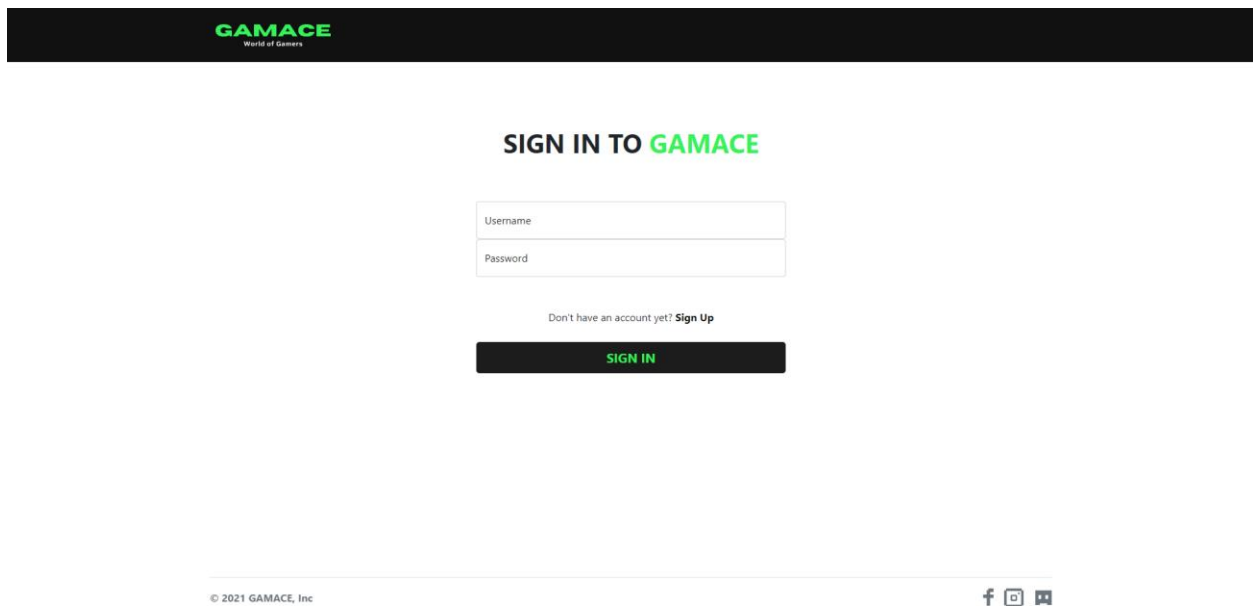 GAMACE
World of Gamers
SIGN IN TO GAMACE
Username
Password
Don't have an account yet? Sign Up
SIGN IN
© 2021 GAMACE, Inc